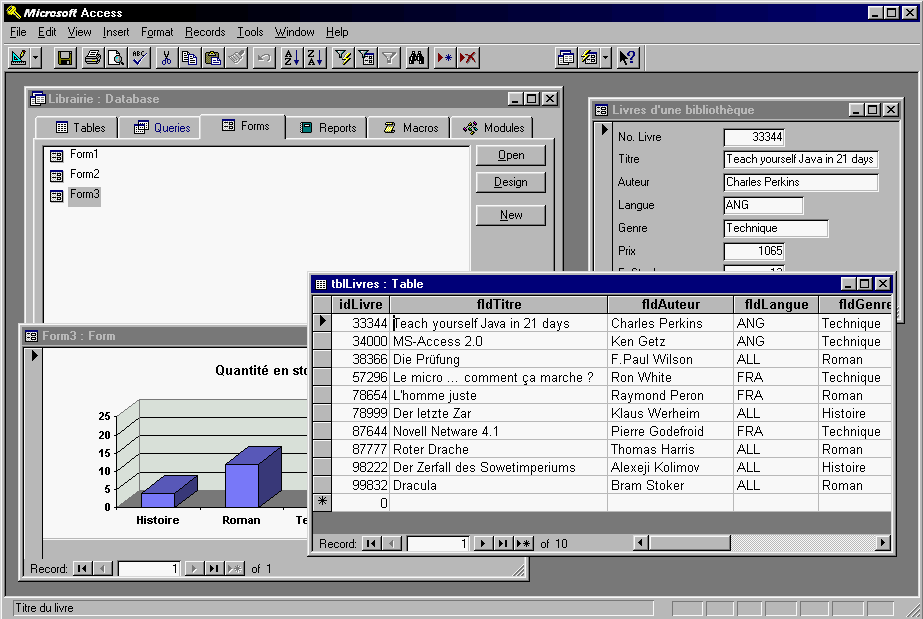 Microsoft Access
File Edit View Insert Format Records Tools Window Help
ABC
Librairie : Database
Tables Queries Forms Reports Macros Modules
Form1
Form2
Form3
Open
Design
New
Livres d'une bibliothèque
No. Livre 33344
Titre Teach yourself Java in 21 days
Auteur Charles Perkins
Langue ANG
Genre Technique
Prix 1065
Form3 : Form
Quantité en sto
25
20
15
10
5
0
Histoire Roman Te
Record: 1 of 1
tblLivres : Table
idLivre fldTitre fldAuteur fldLangue fldGenre
33344 Teach yourself Java in 21 days Charles Perkins ANG Technique
34000 MS-Access 2.0 Ken Getz ANG Technique
38366 Die Prüfung F.Paul Wilson ALL Roman
57296 Le micro ... comment ça marche ? Ron White FRA Technique
78654 L'homme juste Raymond Peron FRA Roman
78999 Der letzte Zar Klaus Werheim ALL Histoire
87644 Novell Netware 4.1 Pierre Godefroid FRA Technique
87777 Roter Drache Thomas Harris ALL Roman
98222 Der Zerfall des Sowetimperiums Alexeji Kolimov ALL Histoire
99832 Dracula Bram Stoker ALL Roman
0
Record: 1 of 10
Titre du livre